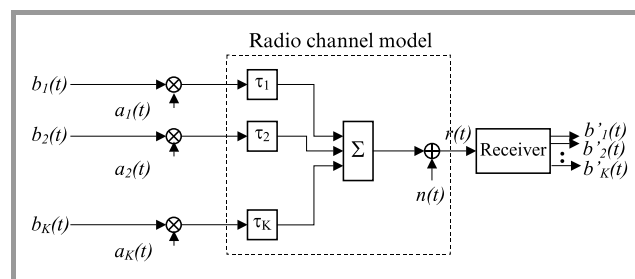 Radio channel model
b1(t)
a1(t)
τ1
b2(t)
a2(t)
τ2
Σ
r(t)
n(t)
Receiver
b'1(t)
b'2(t)
b'K(t)
bK(t)
aK(t)
τK